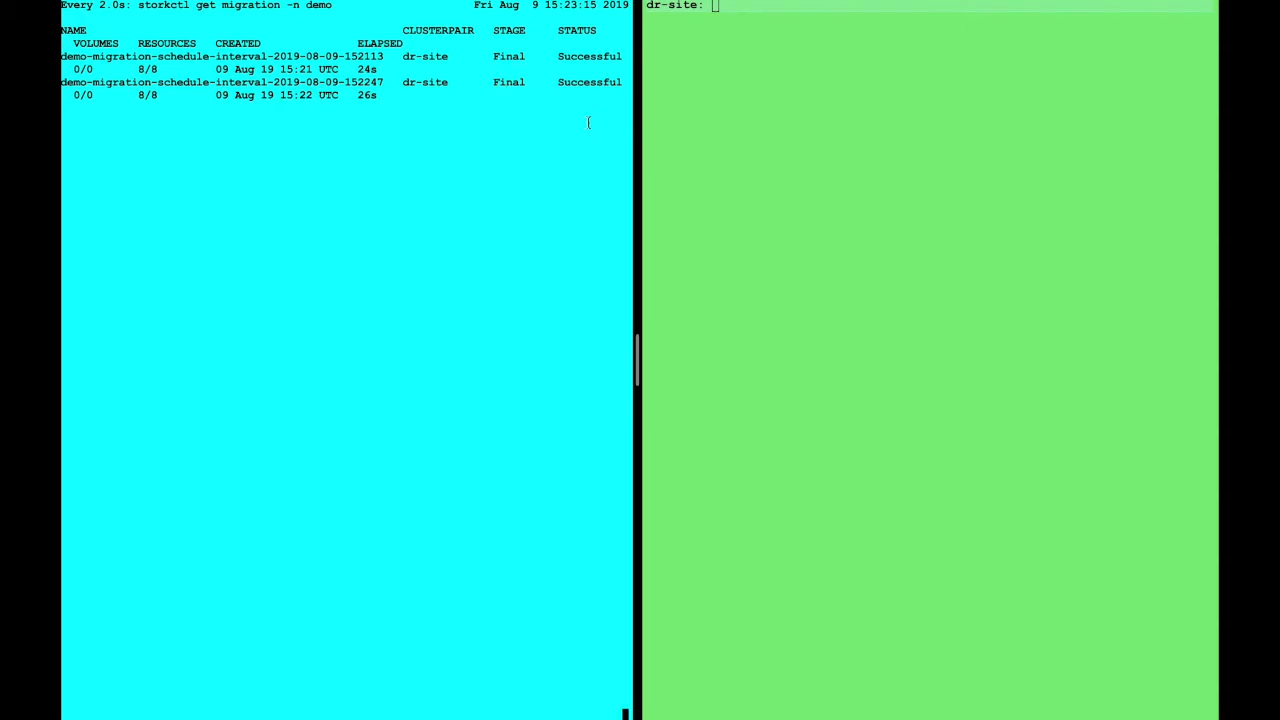 Every 2.0s: storkctl get migration -n demo Fri Aug 9 15:23:15 2019
NAME CLUSTERPAIR STAGE STATUS
VOLUMES RESOURCES CREATED ELAPSED
demo-migration-schedule-interval-2019-08-09-152113 dr-site Final Successful
0/0 8/8 09 Aug 19 15:21 UTC 24s
demo-migration-schedule-interval-2019-08-09-152247 dr-site Final Successful
0/0 8/8 09 Aug 19 15:22 UTC 26s
dr-site: